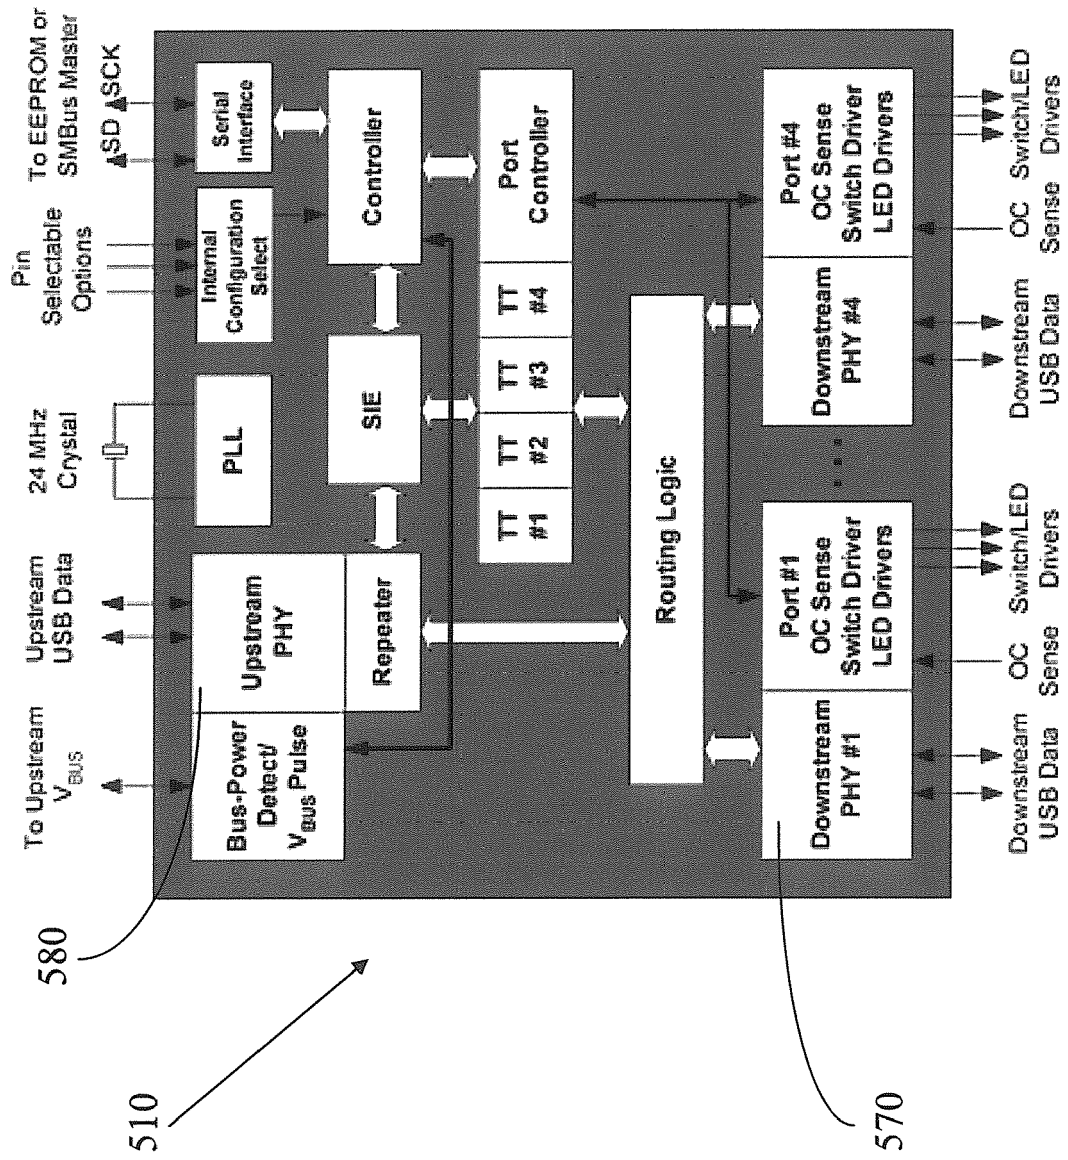 To Upstream
VBUS
Upstream
USB Data
24 MHz
Crystal
Pin
Selectable
Options
To EEPROM or
SMBus Master
SD SCK
580
Bus-Power
Detect/
VBUS Pulse
Upstream
PHY
Repeater
PLL
Internal
Configuration
Select
Serial
Interface
SIE
Controller
TT
#1
TT
#2
TT
#3
TT
#4
Port
Controller
510
Routing Logic
Downstream
PHY #1
Port #1
OC Sense
Switch Driver
LED Drivers
...
Downstream
PHY #4
Port #4
OC Sense
Switch Driver
LED Drivers
570
Downstream
USB Data
OC
Sense
Switch/LED
Drivers
Downstream
USB Data
OC
Sense
Switch/LED
Drivers